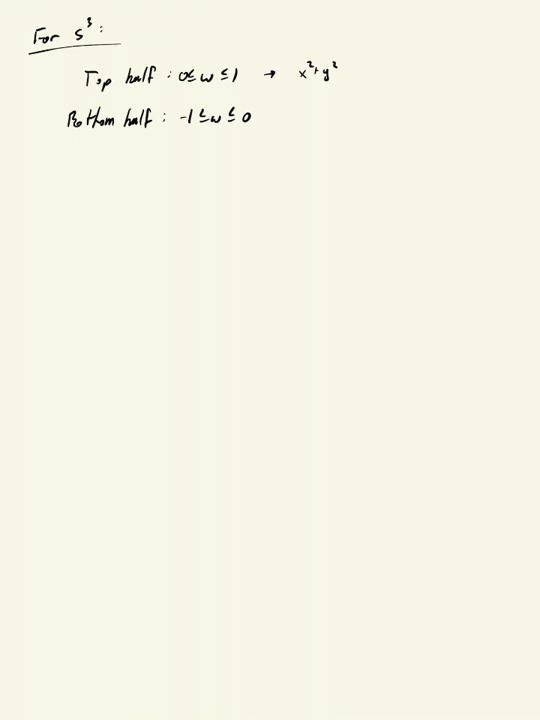 For S³:
Top half : 0 ≤ w ≤ 1 → x² + y²
Bottom half : -1 ≤ w ≤ 0